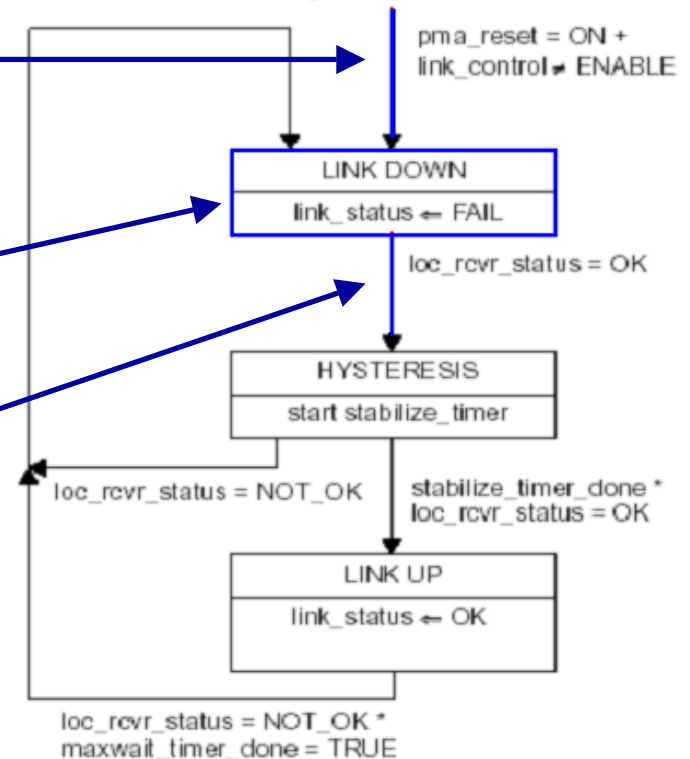 pma_reset = ON +
link_control ≠ ENABLE
LINK DOWN
link_status ⇐ FAIL
loc_rcvr_status = OK
HYSTERESIS
start stabilize_timer
loc_rcvr_status = NOT_OK
stabilize_timer_done *
loc_rcvr_status = OK
LINK UP
link_status ⇐ OK
loc_rcvr_status = NOT_OK *
maxwait_timer_done = TRUE